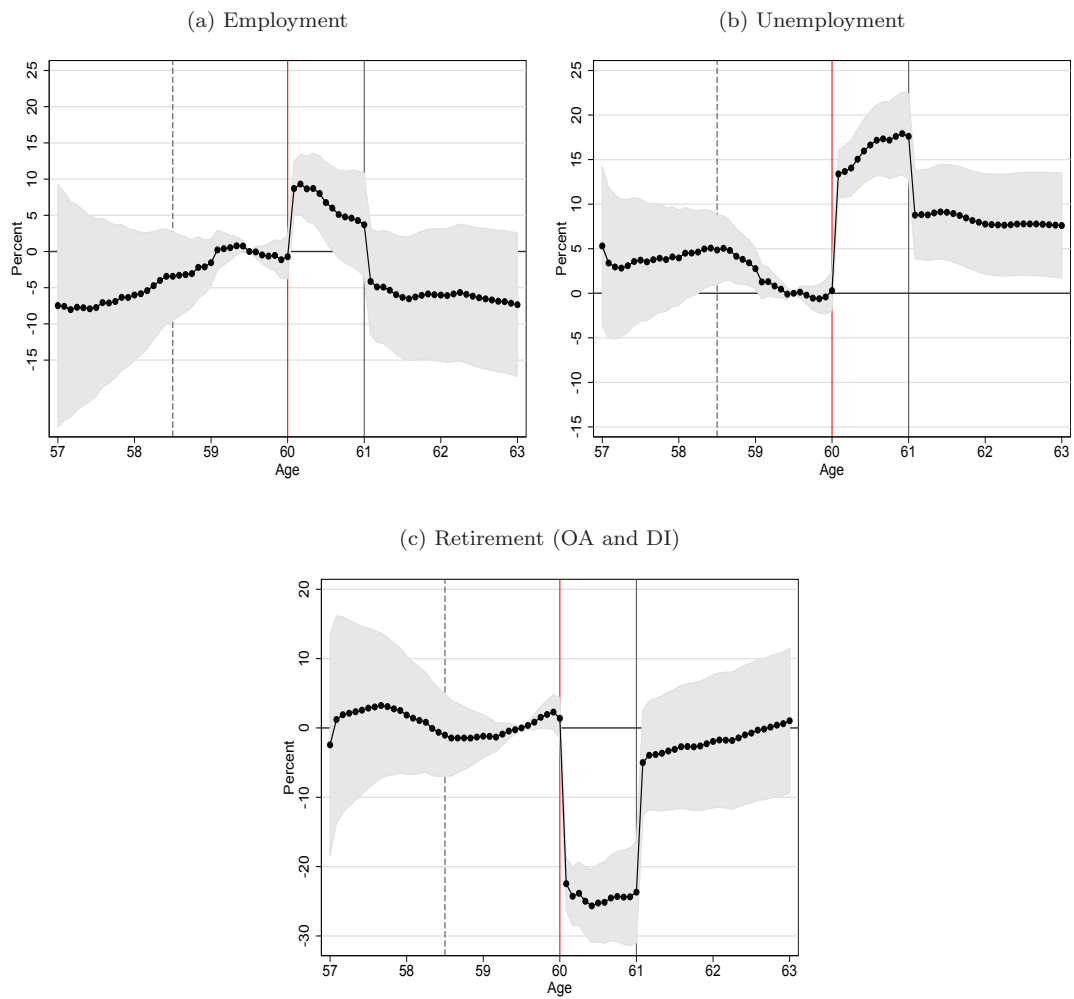 (a) Employment
25
20
15
10
5
0
-5
-10
-15
Percent
57 58 59 60 61 62 63
Age
(b) Unemployment
25
20
15
10
5
0
-5
-10
-15
Percent
57 58 59 60 61 62 63
Age
(c) Retirement (OA and DI)
20
10
0
-10
-20
-30
Percent
57 58 59 60 61 62 63
Age